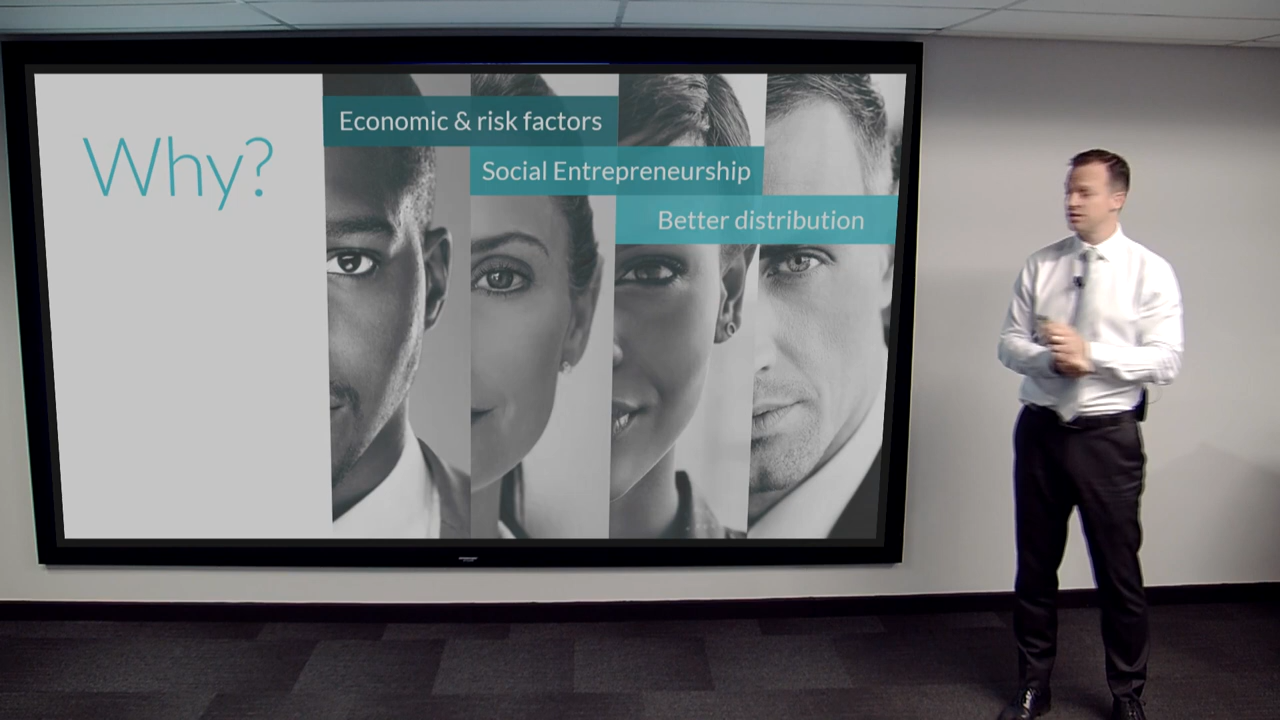 Why?
Economic & risk factors
Social Entrepreneurship
Better distribution